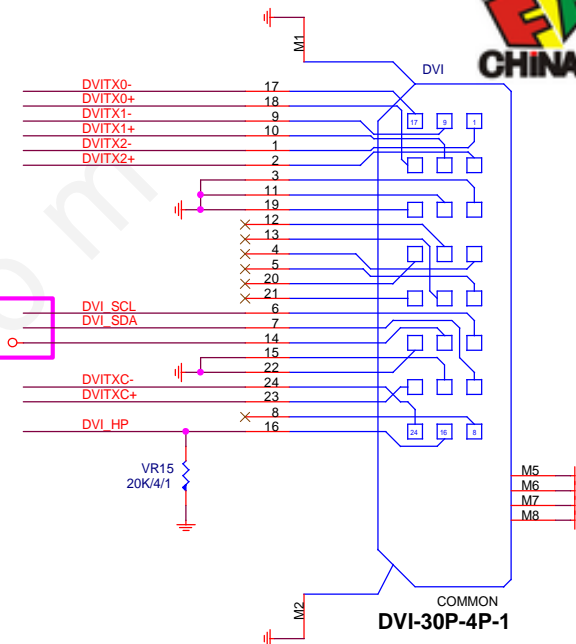 M1
CHINA
DVI
DVITX0- 17
DVITX0+ 18
DVITX1- 9
DVITX1+ 10
DVITX2- 1
DVITX2+ 2
3
11
19
12
13
4
5
20
21
DVI_SCL 6
DVI_SDA 7
14
15
22
DVITXC- 24
DVITXC+ 23
8
DVI_HP 16
17 9 1
24 16 8
VR15
20K/4/1
M5
M6
M7
M8
M2
COMMON
DVI-30P-4P-1